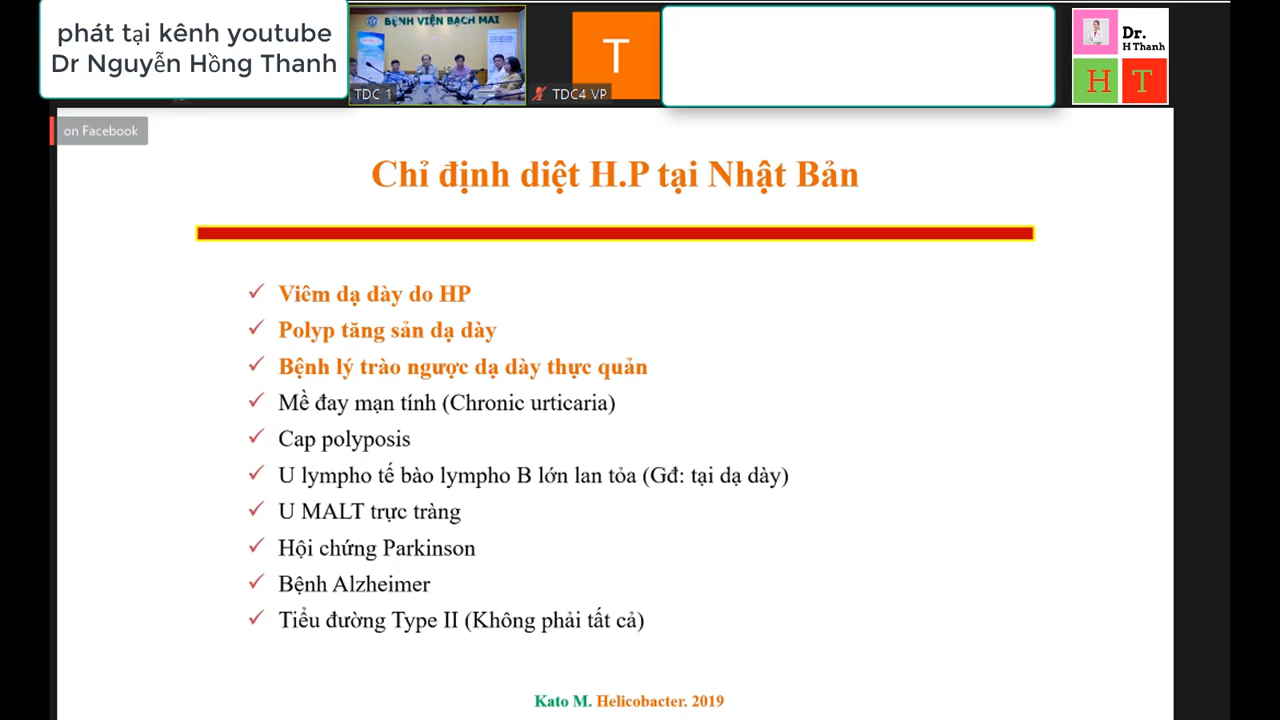 phát tại kênh youtube
Dr Nguyễn Hồng Thanh
BỆNH VIỆN BẠCH MAI
TDC 1
T
TDC4 VP
Dr.
H Thanh
H T
on Facebook
Chỉ định diệt H.P tại Nhật Bản
✓ Viêm dạ dày do HP
✓ Polyp tăng sản dạ dày
✓ Bệnh lý trào ngược dạ dày thực quản
✓ Mề đay mạn tính (Chronic urticaria)
✓ Cap polyposis
✓ U lympho tế bào lympho B lớn lan tỏa (Gđ: tại dạ dày)
✓ U MALT trực tràng
✓ Hội chứng Parkinson
✓ Bệnh Alzheimer
✓ Tiểu đường Type II (Không phải tất cả)
Kato M. Helicobacter. 2019